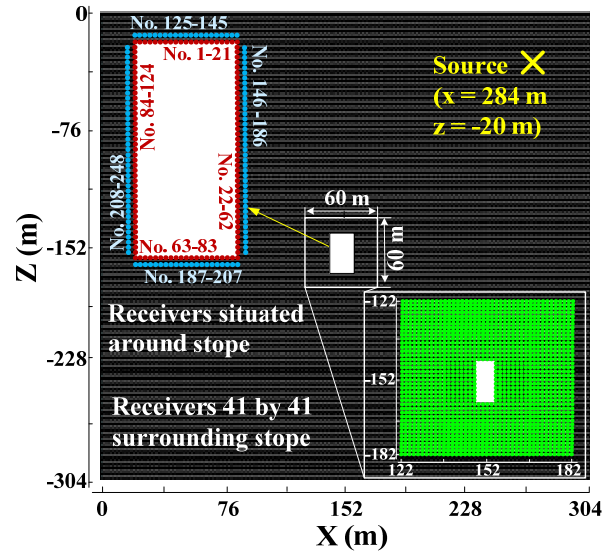 0
-76
-152
-228
-304
Z (m)
No. 125-145
No. 1-21
No. 84-124
No. 146 -186
No. 208-248
No. 22-62
No. 63-83
No. 187-207
Source
(x = 284 m
z = -20 m)
60 m
60 m
Receivers situated
around stope
Receivers 41 by 41
surrounding stope
-122
-152
-182
122
152
182
0
76
152
228
304
X (m)